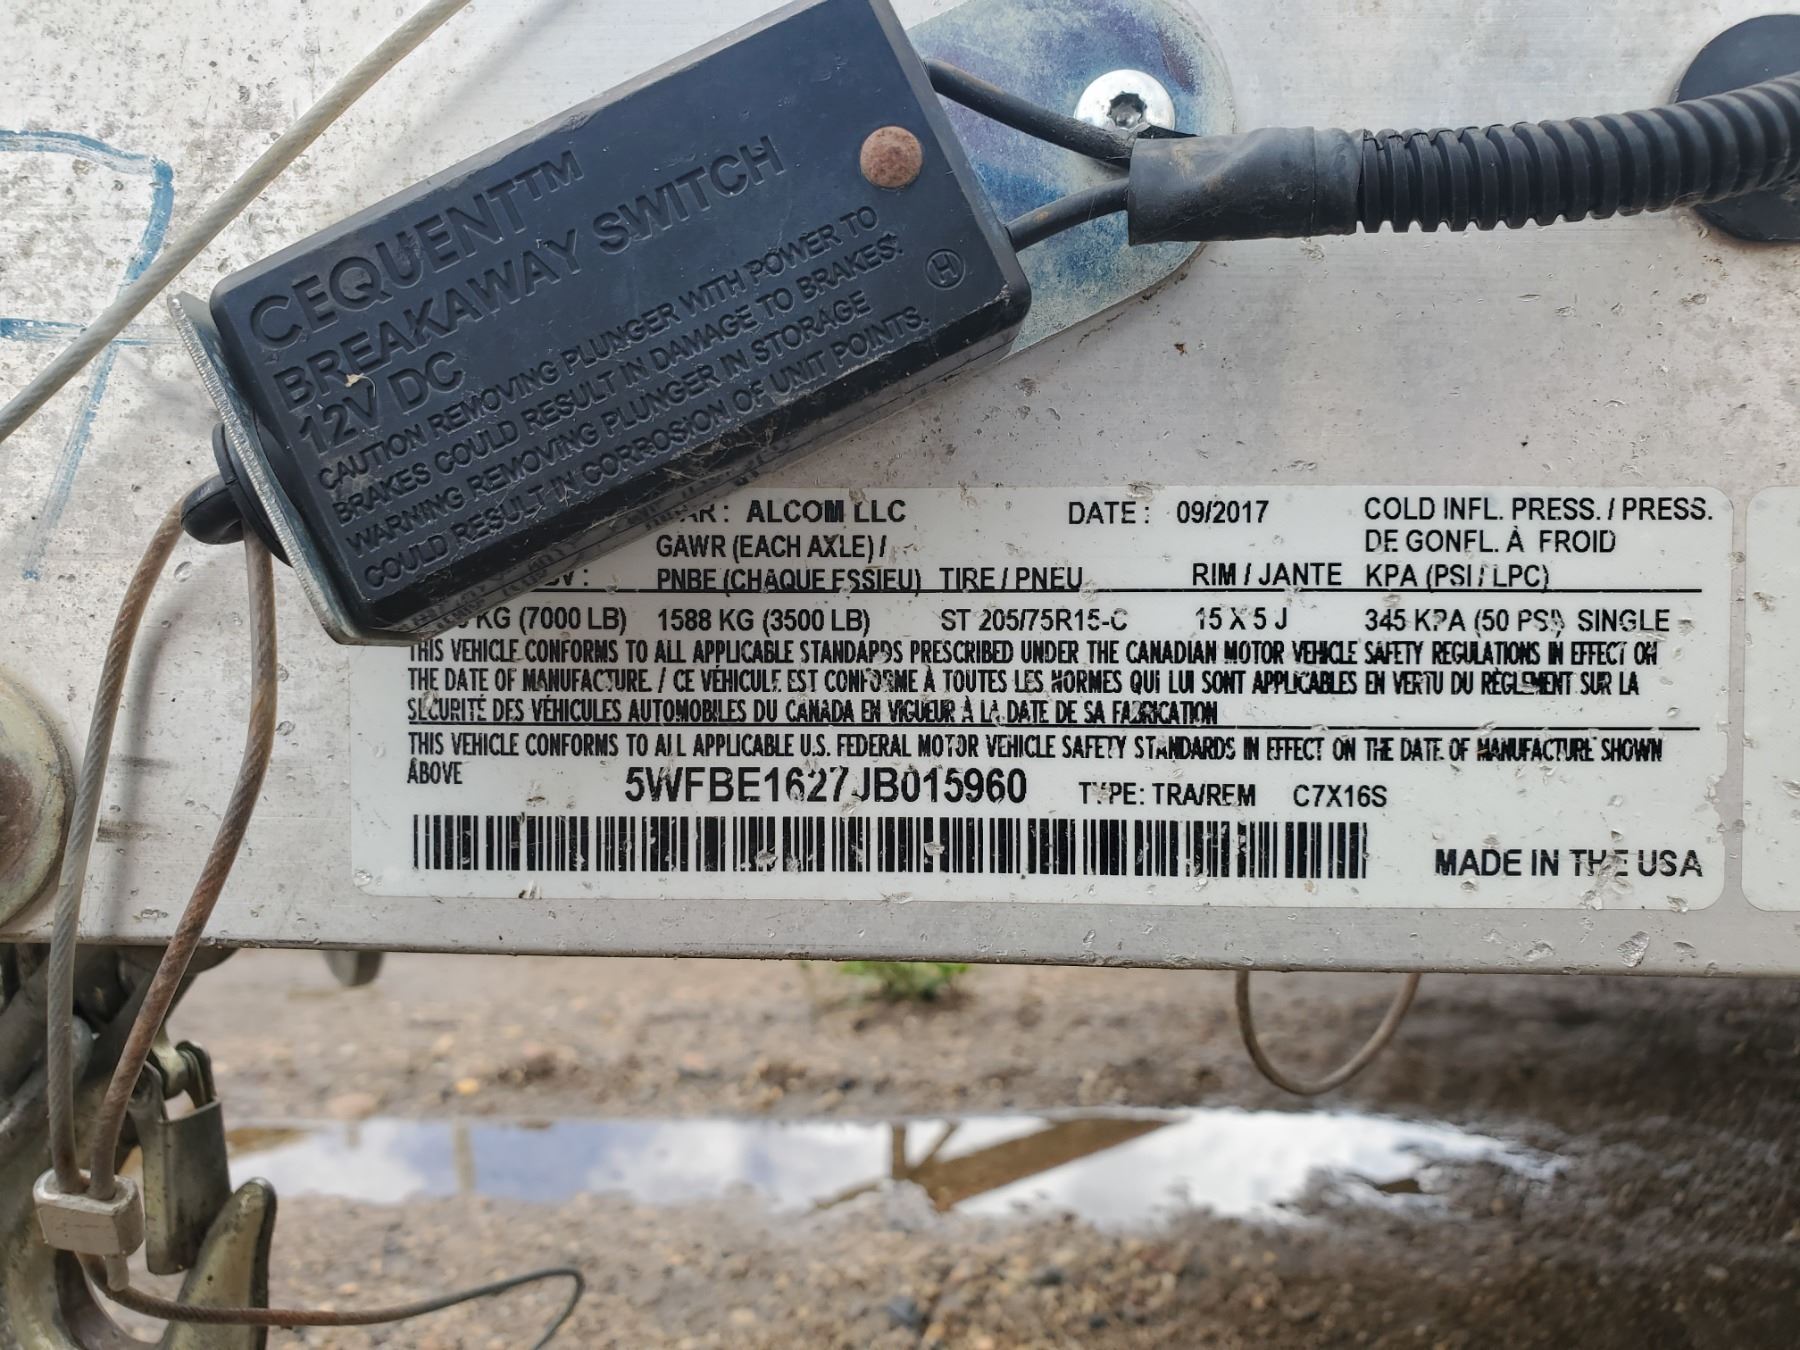 CEQUENT™
BREAKAWAY SWITCH
12V DC
CAUTION REMOVING PLUNGER WITH POWER TO
BRAKES COULD RESULT IN DAMAGE TO BRAKES.
WARNING REMOVING PLUNGER IN STORAGE
COULD RESULT IN CORROSION OF UNIT POINTS.
H
ALCOM LLC DATE: 09/2017 COLD INFL. PRESS. / PRESS.
GAWR (EACH AXLE) / DE GONFL. À FROID
PNBE (CHAQUE ESSIEU) TIRE / PNEU RIM / JANTE KPA (PSI / LPC)
KG (7000 LB) 1588 KG (3500 LB) ST 205/75R15-C 15 X 5 J 345 KPA (50 PSI) SINGLE
THIS VEHICLE CONFORMS TO ALL APPLICABLE STANDARDS PRESCRIBED UNDER THE CANADIAN MOTOR VEHICLE SAFETY REGULATIONS IN EFFECT ON
THE DATE OF MANUFACTURE. / CE VÉHICULE EST CONFORME À TOUTES LES NORMES QUI LUI SONT APPLICABLES EN VERTU DU RÈGLEMENT SUR LA
SÉCURITÉ DES VÉHICULES AUTOMOBILES DU CANADA EN VIGUEUR À LA DATE DE SA FABRICATION
THIS VEHICLE CONFORMS TO ALL APPLICABLE U.S. FEDERAL MOTOR VEHICLE SAFETY STANDARDS IN EFFECT ON THE DATE OF MANUFACTURE SHOWN
ABOVE
5WFBE1627JB015960 TYPE: TRA/REM C7X16S
MADE IN THE USA